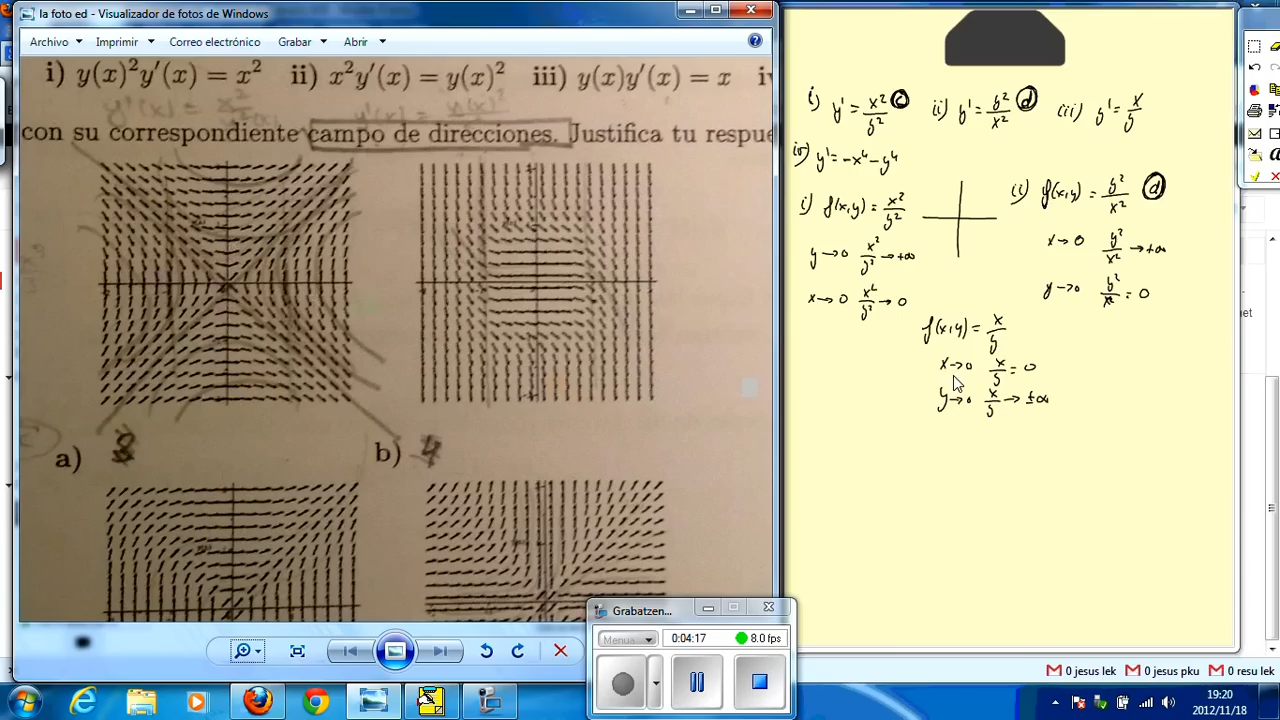 la foto ed - Visualizador de fotos de Windows
Archivo Imprimir Correo electrónico Grabar Abrir
i) y(x)²y′(x) = x² ii) x²y′(x) = y(x)² iii) y(x)y′(x) = x iv
con su correspondiente campo de direcciones. Justifica tu respue
a) 3 b) 4
i) y' = x²/y² c ii) y' = y²/x² d iii) y' = x/y
iv) y' = -x⁴-y⁴
i) f(x,y) = x²/y²
y→0 x²/y² → +∞
x→0 x²/y² → 0
ii) f(x,y) = y²/x² d
x→0 y²/x² → +∞
y→0 y²/x² = 0
f(x,y) = x/y
x→0 x/y = 0
y→0 x/y → ±∞
Grabatzen...
Menua 0:04:17 8.0 fps
0 jesus lek 0 jesus pku 0 resu lek
19:20
2012/11/18